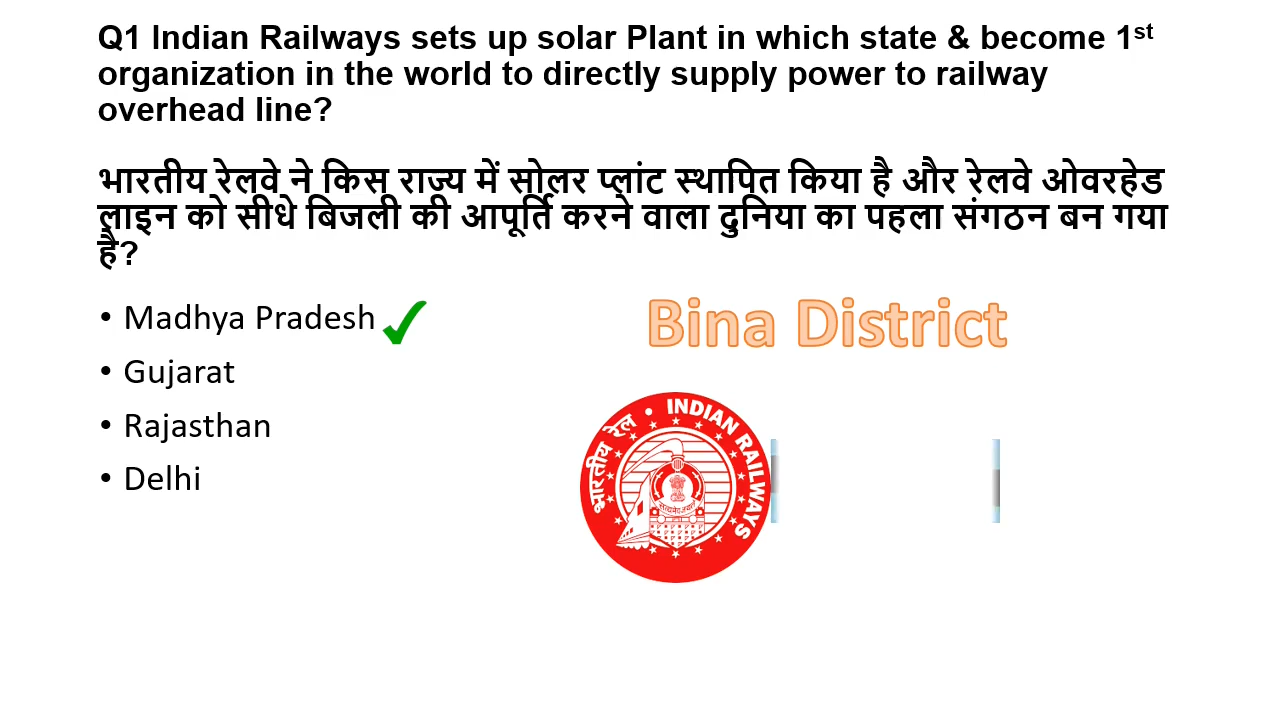 Q1 Indian Railways sets up solar Plant in which state & become 1st
organization in the world to directly supply power to railway
overhead line?
भारतीय रेलवे ने किस राज्य में सोलर प्लांट स्थापित किया है और रेलवे ओवरहेड
लाइन को सीधे बिजली की आपूर्ति करने वाला दुनिया का पहला संगठन बन गया
है?
• Madhya Pradesh
• Gujarat
• Rajasthan
• Delhi
Bina District
भारतीय रेल • INDIAN RAILWAYS